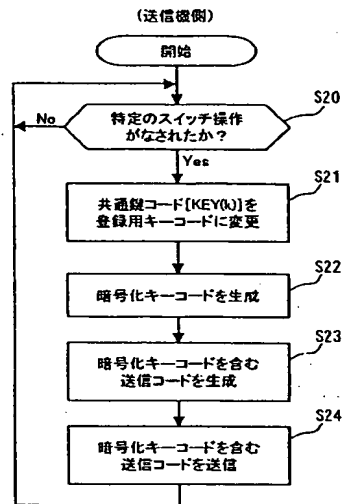 (送信機側)
開始
S20
特定のスイッチ操作
がなされたか？
No
Yes
S21
共通鍵コード[KEY(k)]を
登録用キーコードに変更
S22
暗号化キーコードを生成
S23
暗号化キーコードを含む
送信コードを生成
S24
暗号化キーコードを含む
送信コードを送信